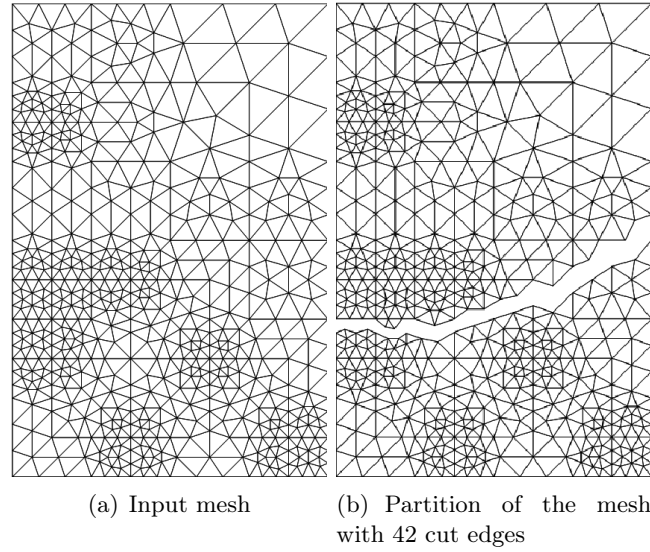 (a) Input mesh
(b) Partition of the mesh
with 42 cut edges